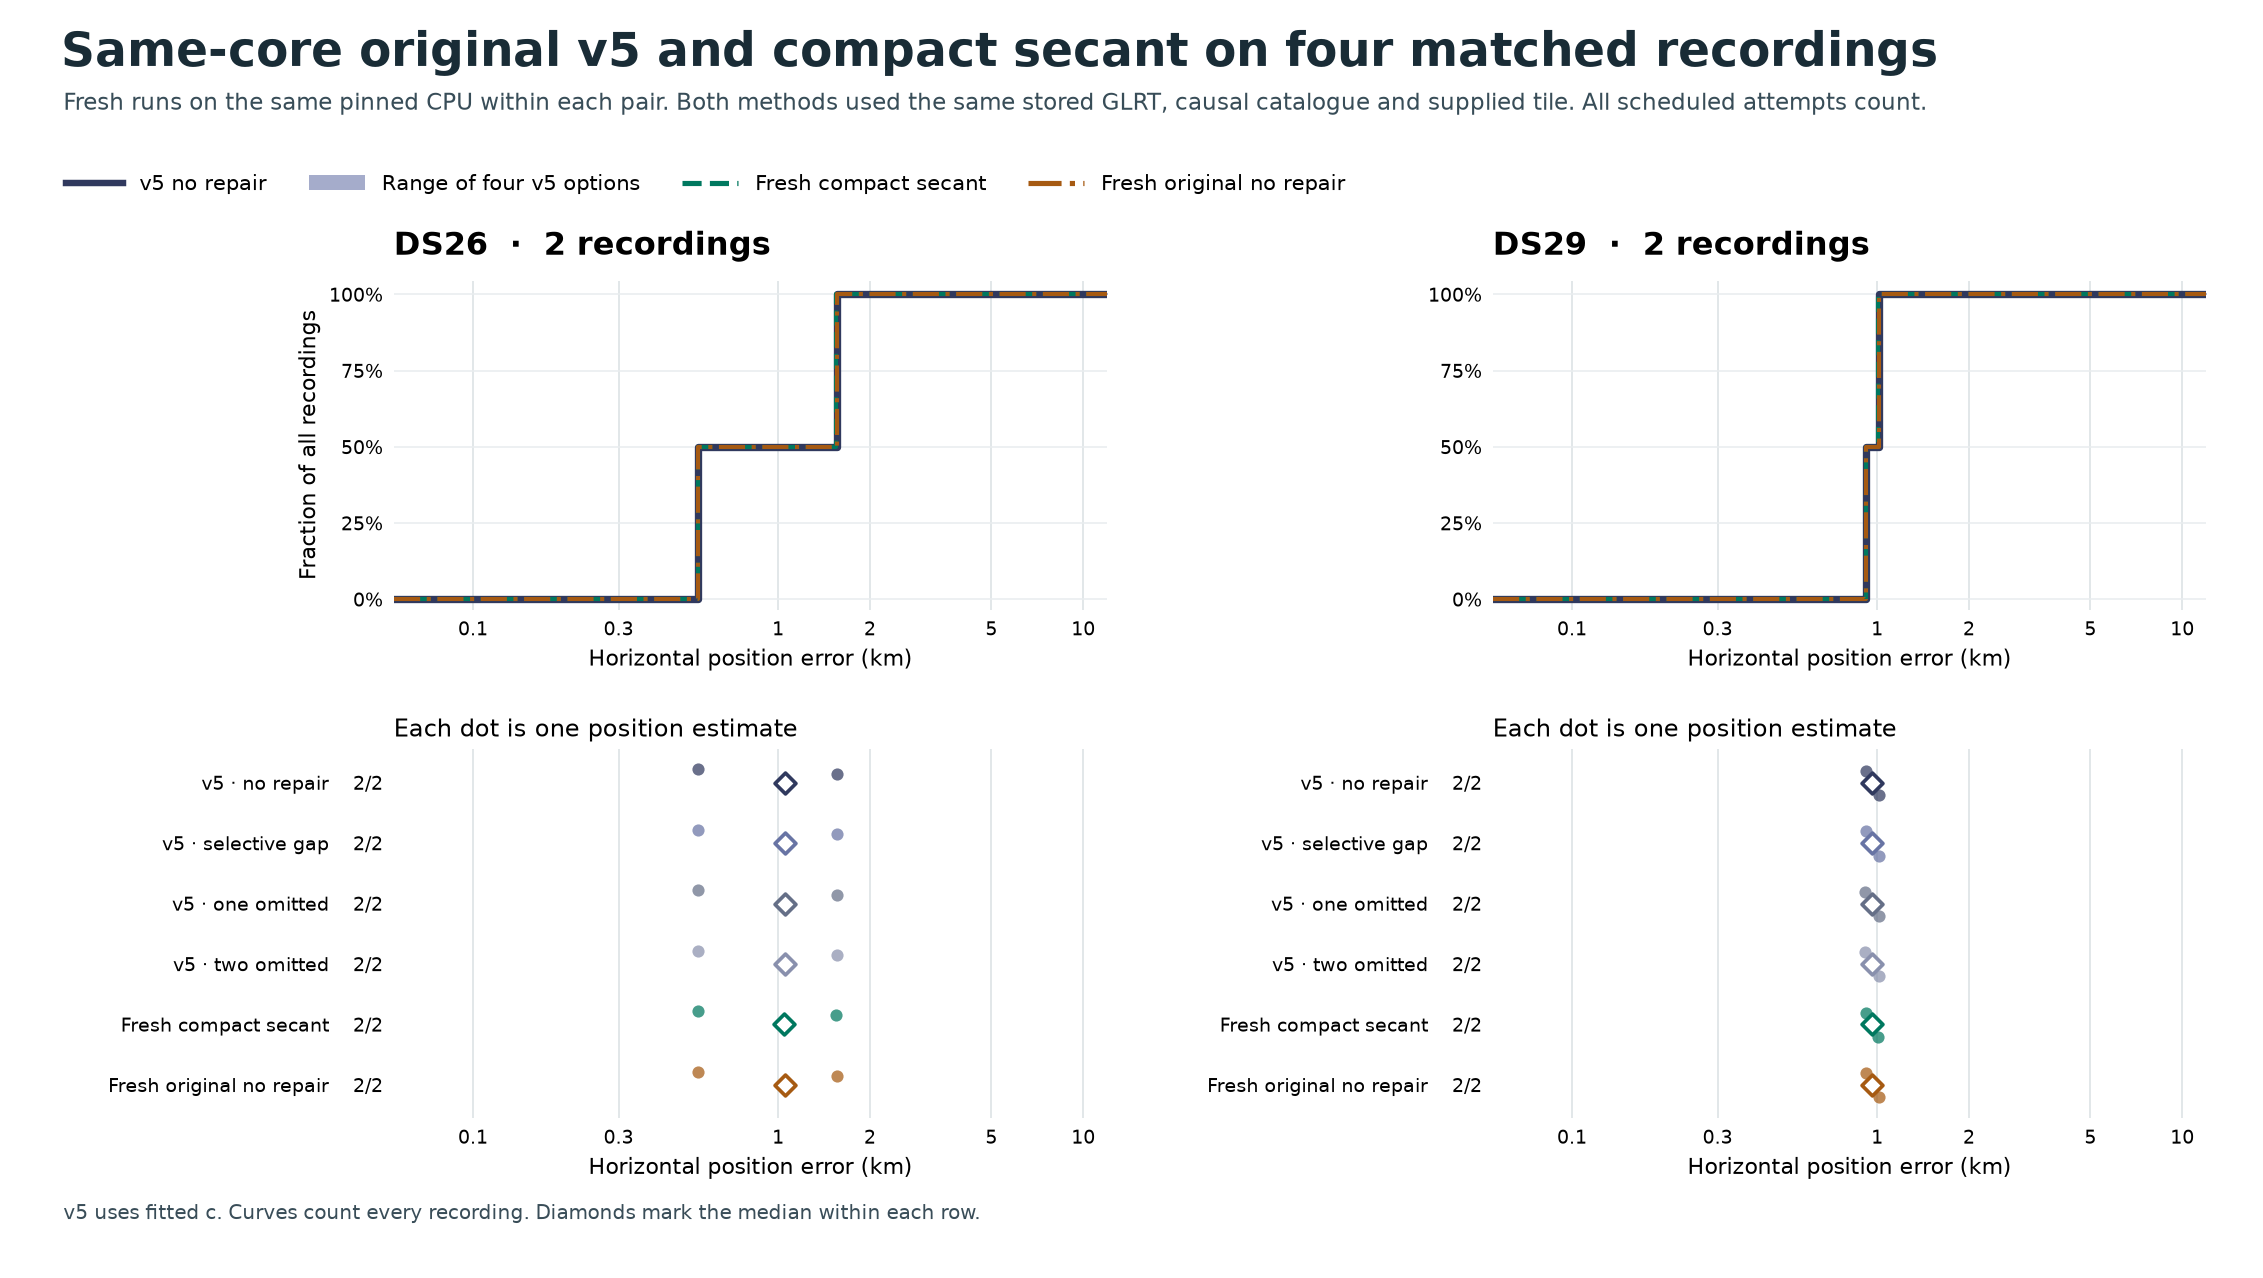 Same-core original v5 and compact secant on four matched recordings
Fresh runs on the same pinned CPU within each pair. Both methods used the same stored GLRT, causal catalogue and supplied tile. All scheduled attempts count.
v5 no repair
Range of four v5 options
Fresh compact secant
Fresh original no repair
DS26 · 2 recordings
Fraction of all recordings
100%
75%
50%
25%
0%
0.1 0.3 1 2 5 10
Horizontal position error (km)
DS29 · 2 recordings
100%
75%
50%
25%
0%
0.1 0.3 1 2 5 10
Horizontal position error (km)
Each dot is one position estimate
v5 · no repair 2/2
v5 · selective gap 2/2
v5 · one omitted 2/2
v5 · two omitted 2/2
Fresh compact secant 2/2
Fresh original no repair 2/2
0.1 0.3 1 2 5 10
Horizontal position error (km)
Each dot is one position estimate
v5 · no repair 2/2
v5 · selective gap 2/2
v5 · one omitted 2/2
v5 · two omitted 2/2
Fresh compact secant 2/2
Fresh original no repair 2/2
0.1 0.3 1 2 5 10
Horizontal position error (km)
v5 uses fitted c. Curves count every recording. Diamonds mark the median within each row.